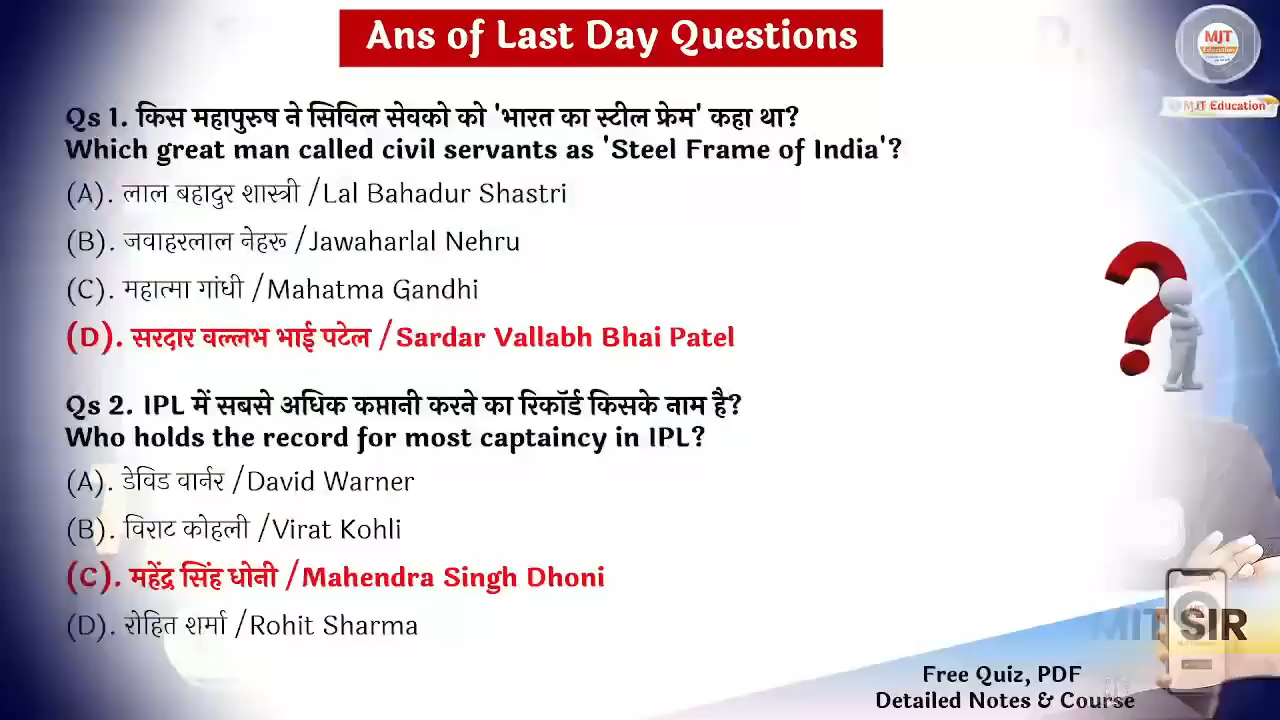 Ans of Last Day Questions
MJT
Education
MJT Education
Qs 1. किस महापुरुष ने सिविल सेवको को 'भारत का स्टील फ्रेम' कहा था?
Which great man called civil servants as 'Steel Frame of India'?
(A). लाल बहादुर शास्त्री /Lal Bahadur Shastri
(B). जवाहरलाल नेहरू /Jawaharlal Nehru
(C). महात्मा गांधी /Mahatma Gandhi
(D). सरदार वल्लभ भाई पटेल /Sardar Vallabh Bhai Patel
Qs 2. IPL में सबसे अधिक कप्तानी करने का रिकॉर्ड किसके नाम है?
Who holds the record for most captaincy in IPL?
(A). डेविड वार्नर /David Warner
(B). विराट कोहली /Virat Kohli
(C). महेंद्र सिंह धोनी /Mahendra Singh Dhoni
(D). रोहित शर्मा /Rohit Sharma
SIR
Free Quiz, PDF
Detailed Notes & Course